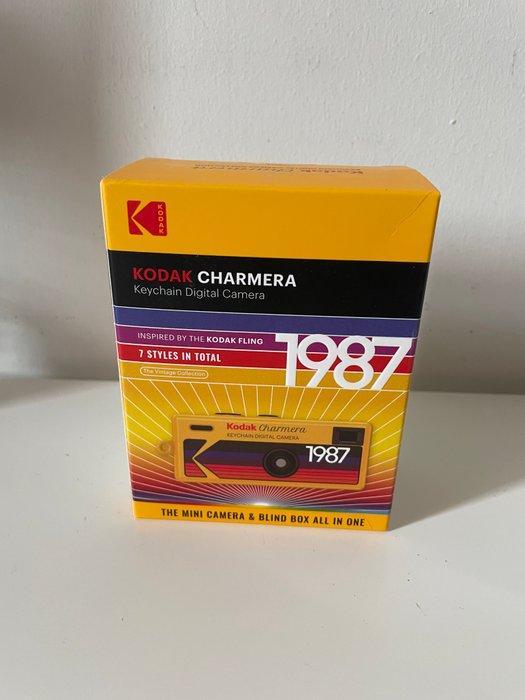 KODAK
KODAK CHARMERA
Keychain Digital Camera
INSPIRED BY THE KODAK FLING
7 STYLES IN TOTAL
1987
The Vintage Collection
Kodak Charmera
KEYCHAIN DIGITAL CAMERA
1987
THE MINI CAMERA & BLIND BOX ALL IN ONE